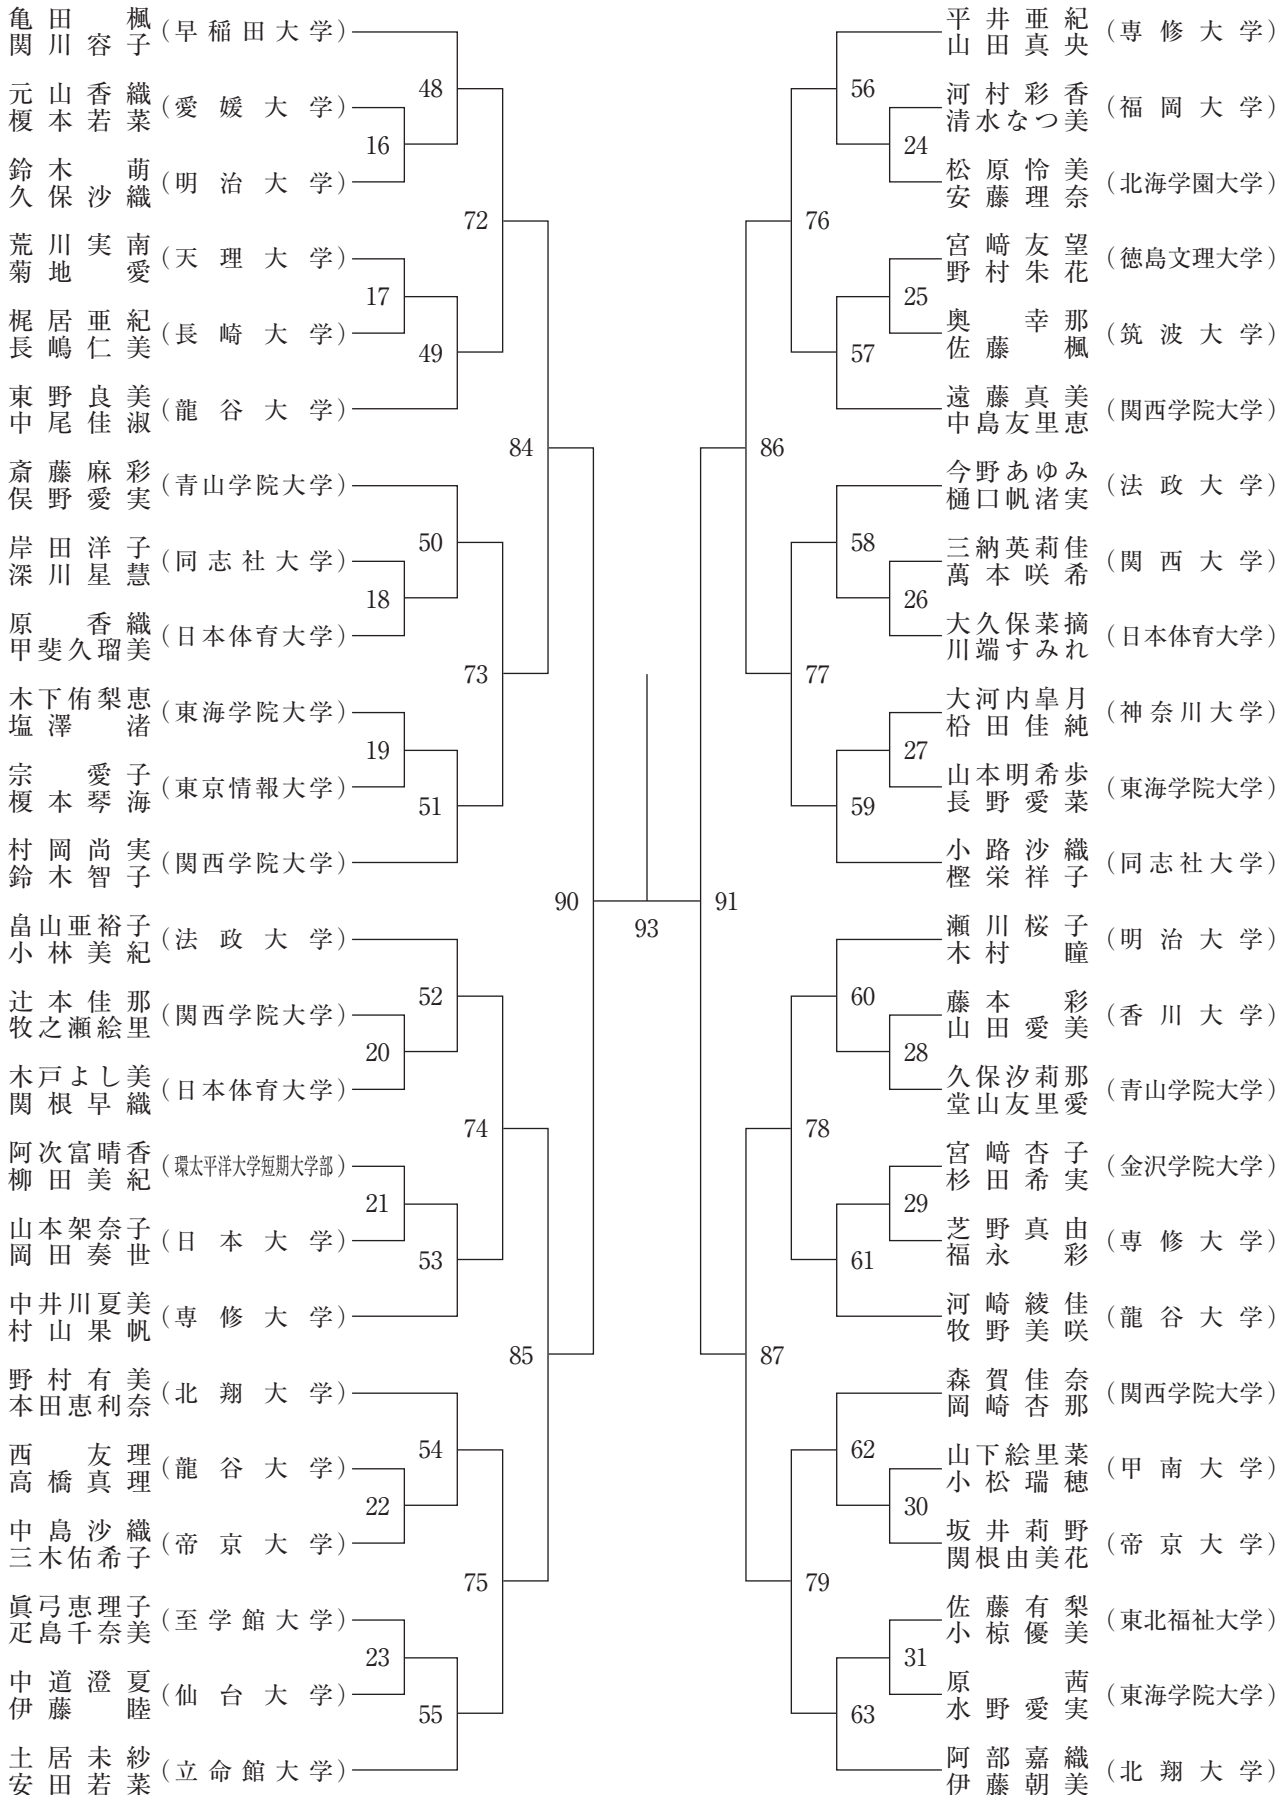 亀田楓
関川容子
(早稲田大学)
元山香織
榎本若菜
(愛媛大学)
鈴木萌
久保沙織
(明治大学)
荒川実南
菊地愛
(天理大学)
梶居亜紀
長嶋仁美
(長崎大学)
東野良美
中尾佳淑
(龍谷大学)
斎藤麻彩
俣野愛実
(青山学院大学)
岸田洋子
深川星慧
(同志社大学)
原香織
甲斐久瑠美
(日本体育大学)
木下侑梨恵
塩澤渚
(東海学院大学)
宗愛子
榎本琴海
(東京情報大学)
村岡尚実
鈴木智子
(関西学院大学)
畠山亜裕子
小林美紀
(法政大学)
辻本佳那
牧之瀬絵里
(関西学院大学)
木戸よし美
関根早織
(日本体育大学)
阿次富晴香
柳田美紀
(環太平洋大学短期大学部)
山本架奈子
岡田奏世
(日本大学)
中井川夏美
村山果帆
(専修大学)
野村有美
本田恵利奈
(北翔大学)
西友理
高橋真理
(龍谷大学)
中島沙織
三木佑希子
(帝京大学)
眞弓恵理子
疋島千奈美
(至学館大学)
中道澄夏
伊藤睦
(仙台大学)
土居未紗
安田若菜
(立命館大学)
48
16
72
17
49
84
50
18
73
19
51
90
52
20
74
21
53
85
54
22
75
23
55
93
91
56
24
76
25
57
86
58
26
77
27
59
60
28
78
29
61
87
62
30
79
31
63
平井亜紀
山田真央
(専修大学)
河村彩香
清水なつ美
(福岡大学)
松原怜美
安藤理奈
(北海学園大学)
宮﨑友望
野村朱花
(徳島文理大学)
奥幸那
佐藤楓
(筑波大学)
遠藤真美
中島友里恵
(関西学院大学)
今野あゆみ
樋口帆渚実
(法政大学)
三納英莉佳
萬本咲希
(関西大学)
大久保菜摘
川端すみれ
(日本体育大学)
大河内皐月
枌田佳純
(神奈川大学)
山本明希歩
長野愛菜
(東海学院大学)
小路沙織
樫栄祥子
(同志社大学)
瀬川桜子
木村瞳
(明治大学)
藤本彩
山田愛美
(香川大学)
久保汐莉那
堂山友里愛
(青山学院大学)
宮﨑杏子
杉田希実
(金沢学院大学)
芝野真由
福永彩
(専修大学)
河崎綾佳
牧野美咲
(龍谷大学)
森賀佳奈
岡崎杏那
(関西学院大学)
山下絵里菜
小松瑞穂
(甲南大学)
坂井莉野
関根由美花
(帝京大学)
佐藤有梨
小椋優美
(東北福祉大学)
原茜
水野愛実
(東海学院大学)
阿部嘉織
伊藤朝美
(北翔大学)